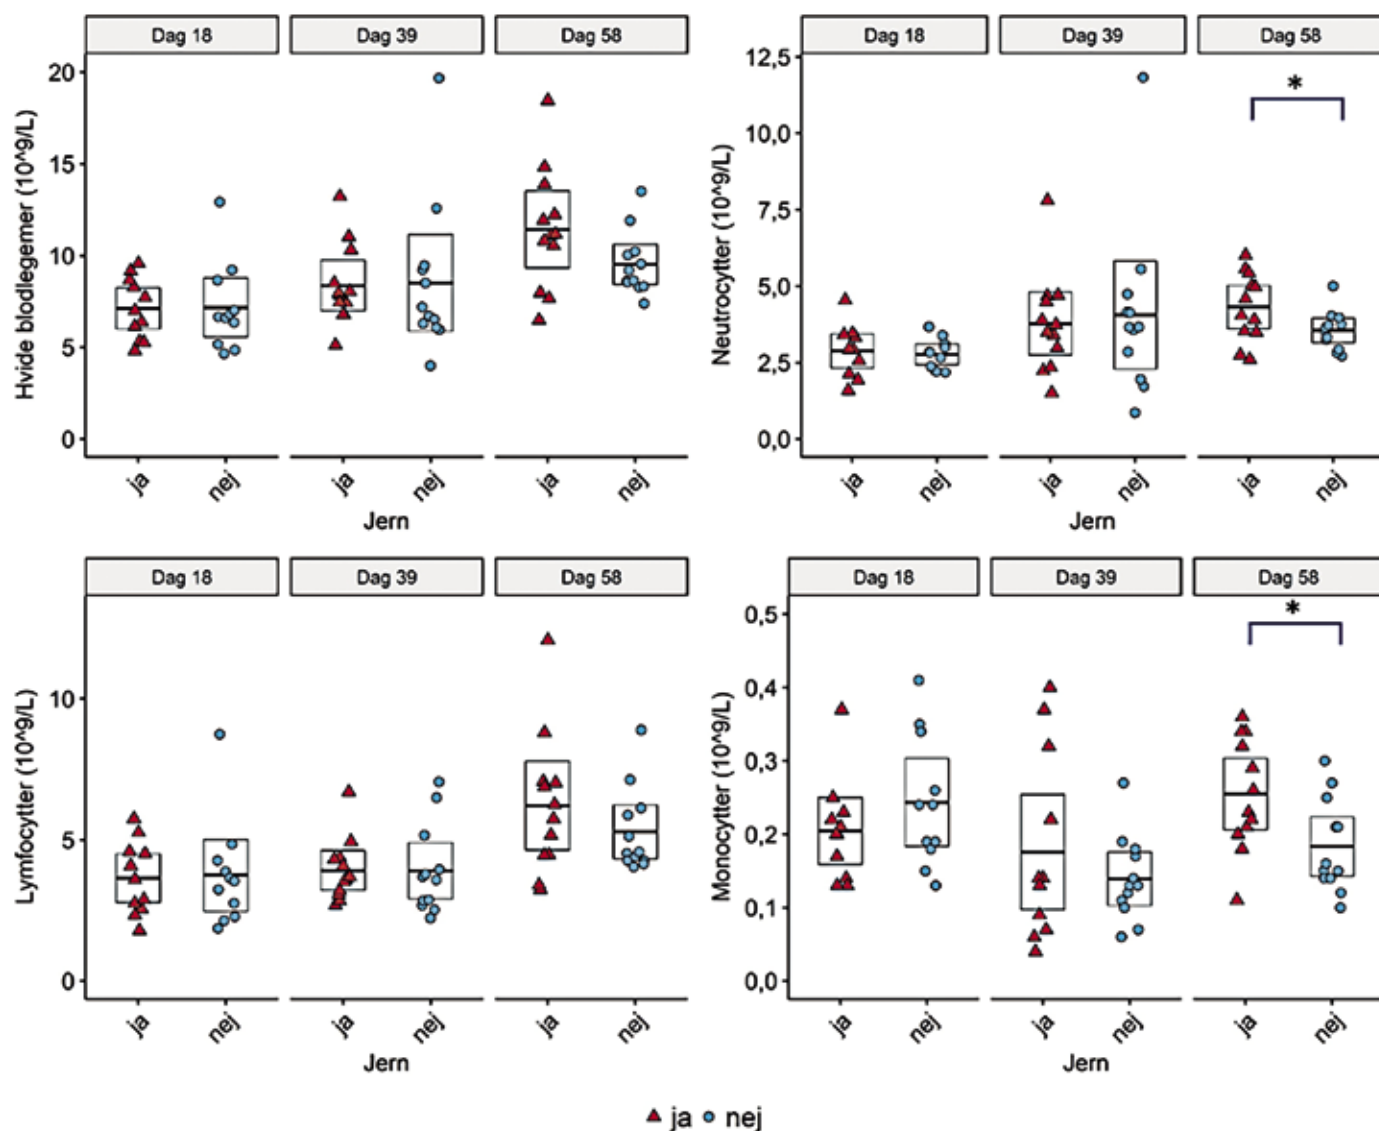 Dag 18 Dag 39 Dag 58
Hvide blodlegemer (10^9/L)
20
15
10
5
0
ja nej ja nej ja nej
Jern
Dag 18 Dag 39 Dag 58
Neutrocytter (10^9/L)
12,5
10,0
7,5
5,0
2,5
0,0
*
ja nej ja nej ja nej
Jern
Dag 18 Dag 39 Dag 58
Lymfocytter (10^9/L)
10
5
0
ja nej ja nej ja nej
Jern
Dag 18 Dag 39 Dag 58
Monocytter (10^9/L)
0,5
0,4
0,3
0,2
0,1
0,0
*
ja nej ja nej ja nej
Jern
ja nej